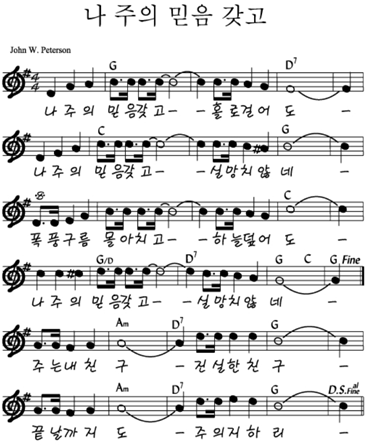 나 주의 믿음 갖고
John W. Peterson
4/4 G D7
나 주 의 믿 음갖 고 - - 홀 로걸 어 도 -
C G
나 주 의 믿 음갖 고 - - 실 망치 않 네 -
C
폭 풍구 름 몰 아치 고 - - 하 늘덮 어 도 -
G/D D7 G C G Fine
나 주 의 믿 음갖 고 - - 실 망치 않 네 -
Am D7 G
주 는내 친 구 - 진 실한 친 구 -
Am D7 G D.S. al Fine
끝 날까 지 도 - 주 의지 하 리 -